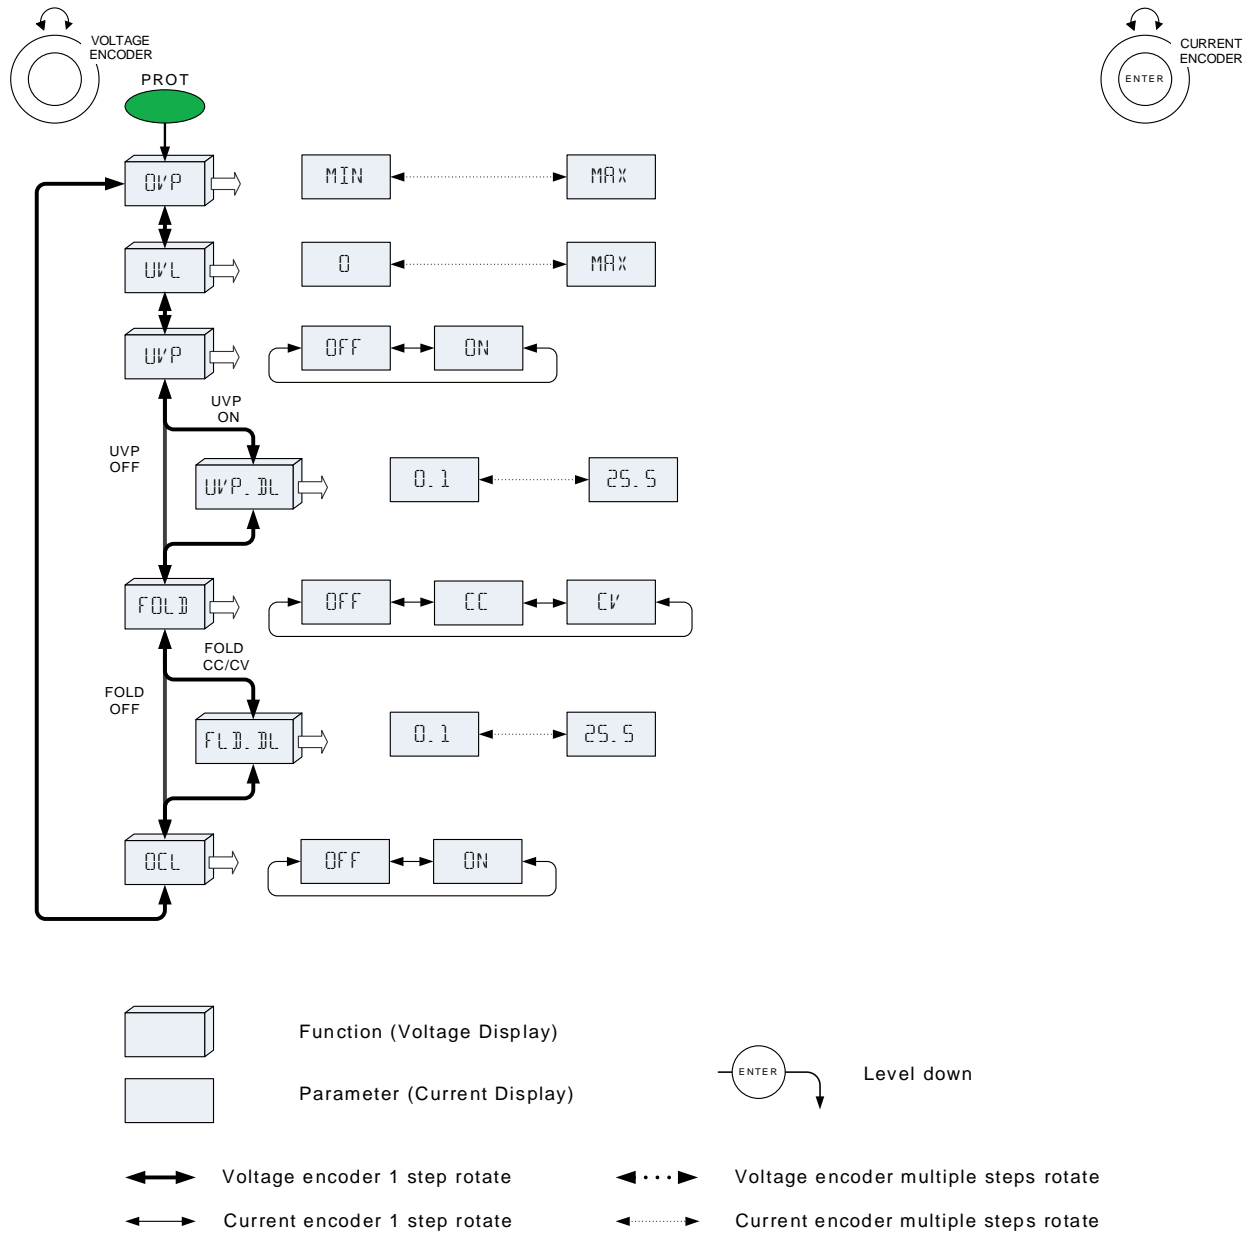 VOLTAGE
ENCODER
CURRENT
ENCODER
ENTER
PROT
OVP
MIN
MAX
UVL
0
MAX
UVP
OFF
ON
UVP
ON
UVP
OFF
UVP.DL
0.1
25.5
FOLD
OFF
CC
CV
FOLD
CC/CV
FOLD
OFF
FLD.DL
0.1
25.5
OCL
OFF
ON
Function (Voltage Display)
ENTER
Level down
Parameter (Current Display)
Voltage encoder 1 step rotate
Voltage encoder multiple steps rotate
Current encoder 1 step rotate
Current encoder multiple steps rotate